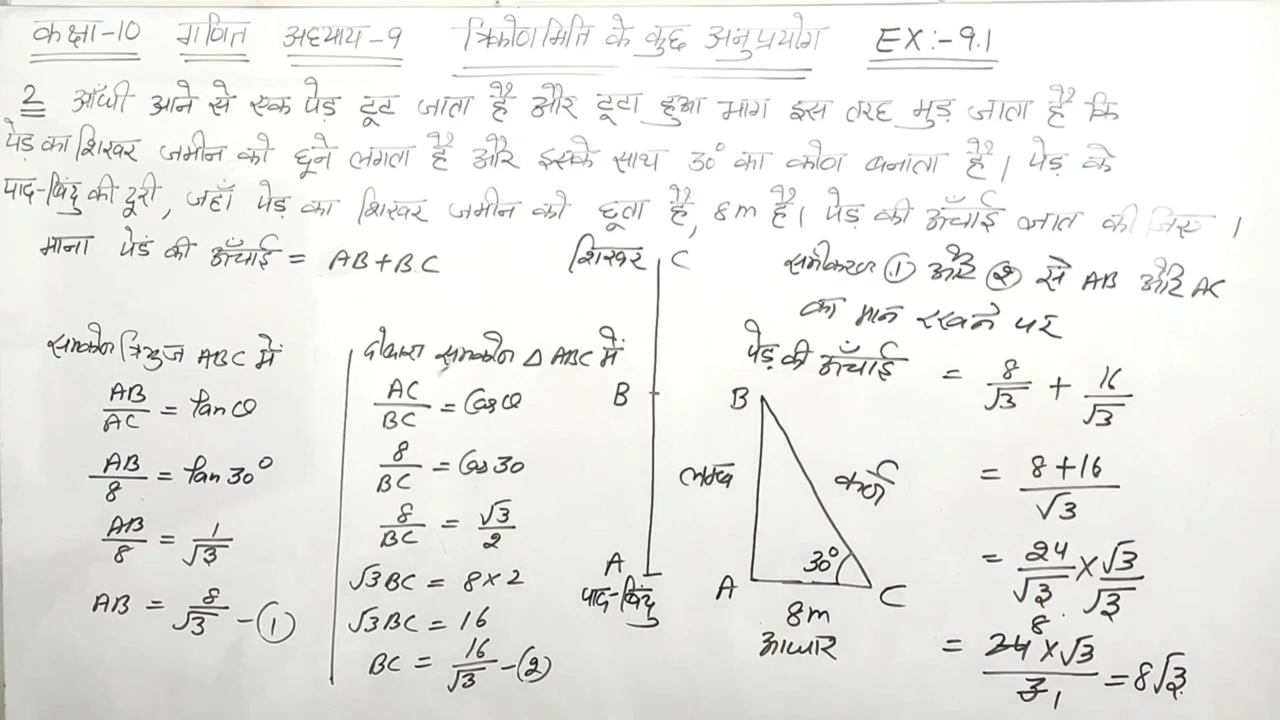 कक्षा-10 गणित अध्याय-9 त्रिकोणमिति के कुछ अनुप्रयोग EX:-9.1
2 आँधी आने से एक पेड़ टूट जाता है और टूटा हुआ भाग इस तरह मुड़ जाता है कि
पेड़ का शिखर जमीन को छूने लगता है और इसके साथ 30° का कोण बनाता है। पेड़ के
पाद-बिंदु की दूरी, जहाँ पेड़ का शिखर जमीन को छूता है, 8m है। पेड़ की ऊँचाई ज्ञात कीजिए।
माना पेड़ की ऊँचाई = AB+BC
समकोन त्रिभुज ABC में
AB/AC = tanθ
AB/8 = tan30°
AB/8 = 1/√3
AB = 8/√3 -(1)
दोबारा समकोन Δ ABC में
AC/BC = Cosθ
8/BC = Cos30
8/BC = √3/2
√3BC = 8×2
√3BC = 16
BC = 16/√3 -(2)
शिखर C
B
A
पाद-बिंदु
B
लम्ब कर्ण
30°
A C
8m
आधार
समीकरण (1) और (2) से AB और AC
का मान रखने पर
पेड़ की ऊँचाई = 8/√3 + 16/√3
= 8+16/√3
= 24/√3 × √3/√3
= 8 24×√3/3 1 = 8√3